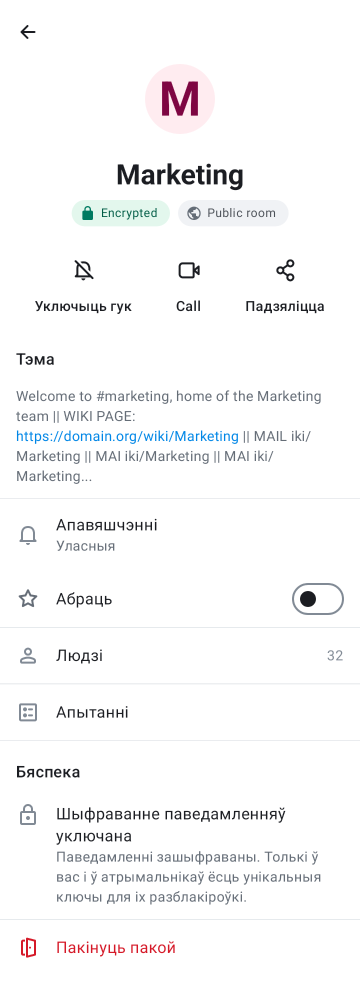 M
Marketing
Encrypted
Public room
Уключыць гук
Call
Падзяліцца
Тэма
Welcome to #marketing, home of the Marketing
team || WIKI PAGE:
https://domain.org/wiki/Marketing || MAIL iki/
Marketing || MAI iki/Marketing || MAI iki/
Marketing...
Апавяшчэнні
Уласныя
Абраць
Людзі
32
Апытанні
Бяспека
Шыфраванне паведамленняў
уключана
Паведамленні зашыфраваны. Толькі ў
вас і ў атрымальнікаў ёсць унікальныя
ключы для іх разблакіроўкі.
Пакінуць пакой